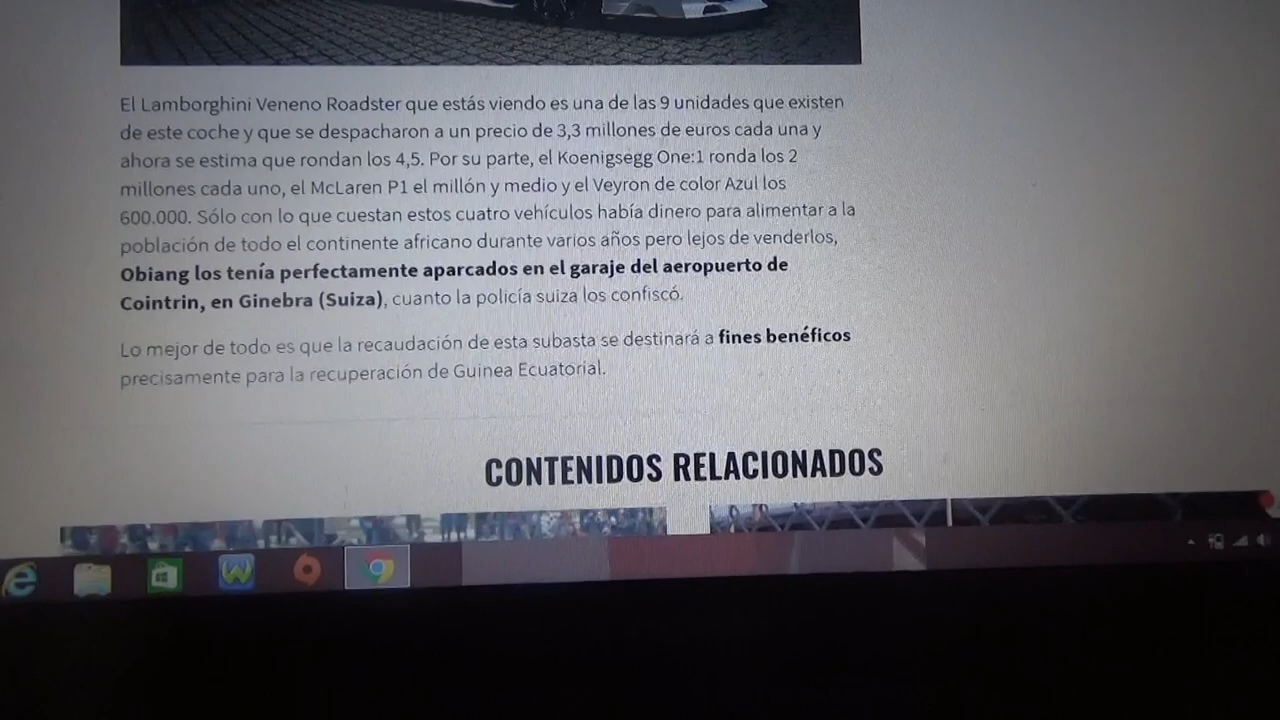 El Lamborghini Veneno Roadster que estás viendo es una de las 9 unidades que existen
de este coche y que se despacharon a un precio de 3,3 millones de euros cada una y
ahora se estima que rondan los 4,5. Por su parte, el Koenigsegg One:1 ronda los 2
millones cada uno, el McLaren P1 el millón y medio y el Veyron de color Azul los
600.000. Sólo con lo que cuestan estos cuatro vehículos había dinero para alimentar a la
población de todo el continente africano durante varios años pero lejos de venderlos,
Obiang los tenía perfectamente aparcados en el garaje del aeropuerto de
Cointrin, en Ginebra (Suiza), cuanto la policía suiza los confiscó.
Lo mejor de todo es que la recaudación de esta subasta se destinará a fines benéficos
precisamente para la recuperación de Guinea Ecuatorial.
CONTENIDOS RELACIONADOS